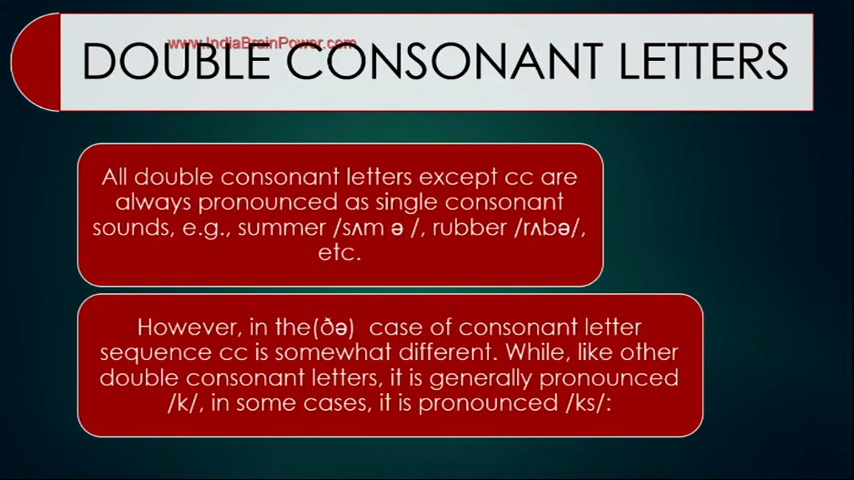 www.IndiaBrainPower.com
DOUBLE CONSONANT LETTERS
All double consonant letters except cc are
always pronounced as single consonant
sounds, e.g., summer /sʌm ə /, rubber /rʌbə/,
etc.
However, in the(ðə) case of consonant letter
sequence cc is somewhat different. While, like other
double consonant letters, it is generally pronounced
/k/, in some cases, it is pronounced /ks/: